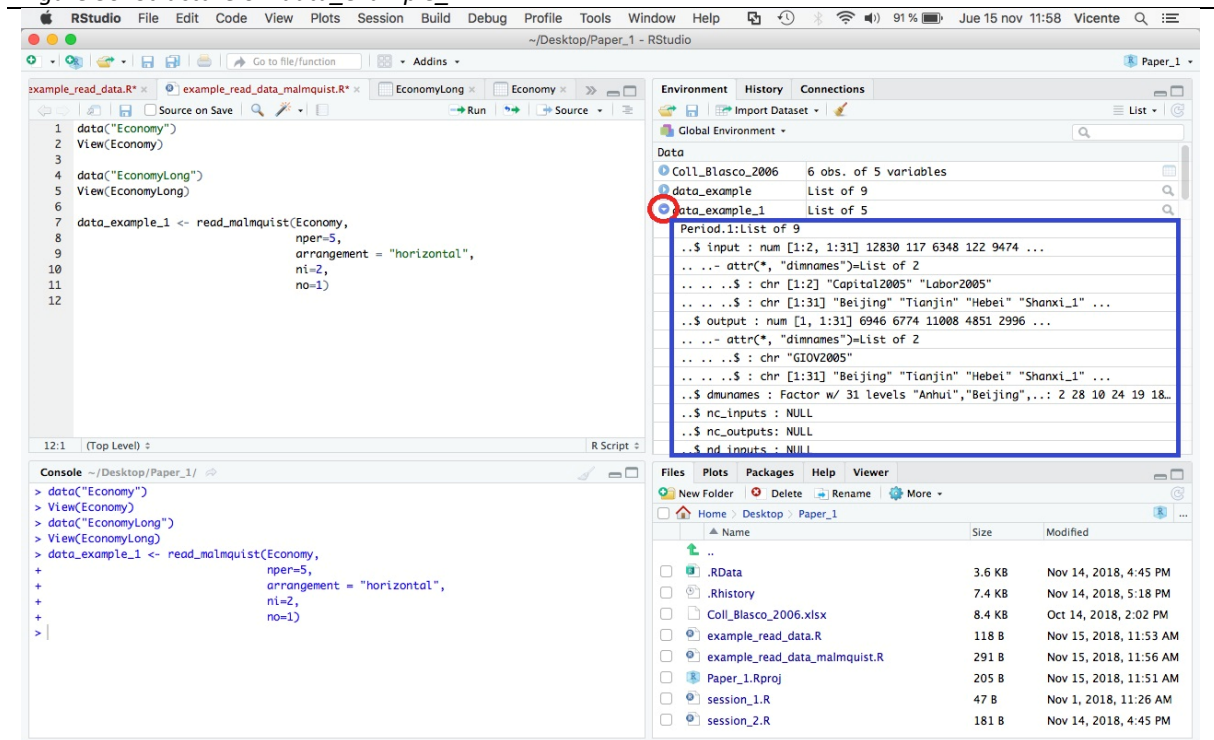 RStudio File Edit Code View Plots Session Build Debug Profile Tools Window Help 91 % Jue 15 nov 11:58 Vicente
~/Desktop/Paper_1 - RStudio
Go to file/function Addins Paper_1
example_read_data.R* example_read_data_malmquist.R* EconomyLong Economy
Source on Save Run Source
1 data("Economy")
2 View(Economy)
3
4 data("EconomyLong")
5 View(EconomyLong)
6
7 data_example_1 <- read_malmquist(Economy,
8 nper=5,
9 arrangement = "horizontal",
10 ni=2,
11 no=1)
12
12:1 (Top Level) R Script
Console ~/Desktop/Paper_1/
> data("Economy")
> View(Economy)
> data("EconomyLong")
> View(EconomyLong)
> data_example_1 <- read_malmquist(Economy,
+ nper=5,
+ arrangement = "horizontal",
+ ni=2,
+ no=1)
>
Environment History Connections
Import Dataset List
Global Environment
Data
Coll_Blasco_2006 6 obs. of 5 variables
data_example List of 9
data_example_1 List of 5
Period.1:List of 9
..$ input : num [1:2, 1:31] 12830 117 6348 122 9474 ...
.. ..- attr(*, "dimnames")=List of 2
.. .. ..$ : chr [1:2] "Capital2005" "Labor2005"
.. .. ..$ : chr [1:31] "Beijing" "Tianjin" "Hebei" "Shanxi_1" ...
..$ output : num [1, 1:31] 6946 6774 11008 4851 2996 ...
.. ..- attr(*, "dimnames")=List of 2
.. .. ..$ : chr "GIOV2005"
.. .. ..$ : chr [1:31] "Beijing" "Tianjin" "Hebei" "Shanxi_1" ...
..$ dmunames : Factor w/ 31 levels "Anhui","Beijing",..: 2 28 10 24 19 18…
..$ nc_inputs : NULL
..$ nc_outputs: NULL
..$ nd_inputs : NULL
Files Plots Packages Help Viewer
New Folder Delete Rename More
Home Desktop Paper_1
Name Size Modified
..
.RData 3.6 KB Nov 14, 2018, 4:45 PM
.Rhistory 7.4 KB Nov 14, 2018, 5:18 PM
Coll_Blasco_2006.xlsx 8.4 KB Oct 14, 2018, 2:02 PM
example_read_data.R 118 B Nov 15, 2018, 11:53 AM
example_read_data_malmquist.R 291 B Nov 15, 2018, 11:56 AM
Paper_1.Rproj 205 B Nov 15, 2018, 11:51 AM
session_1.R 47 B Nov 1, 2018, 11:26 AM
session_2.R 181 B Nov 14, 2018, 4:45 PM